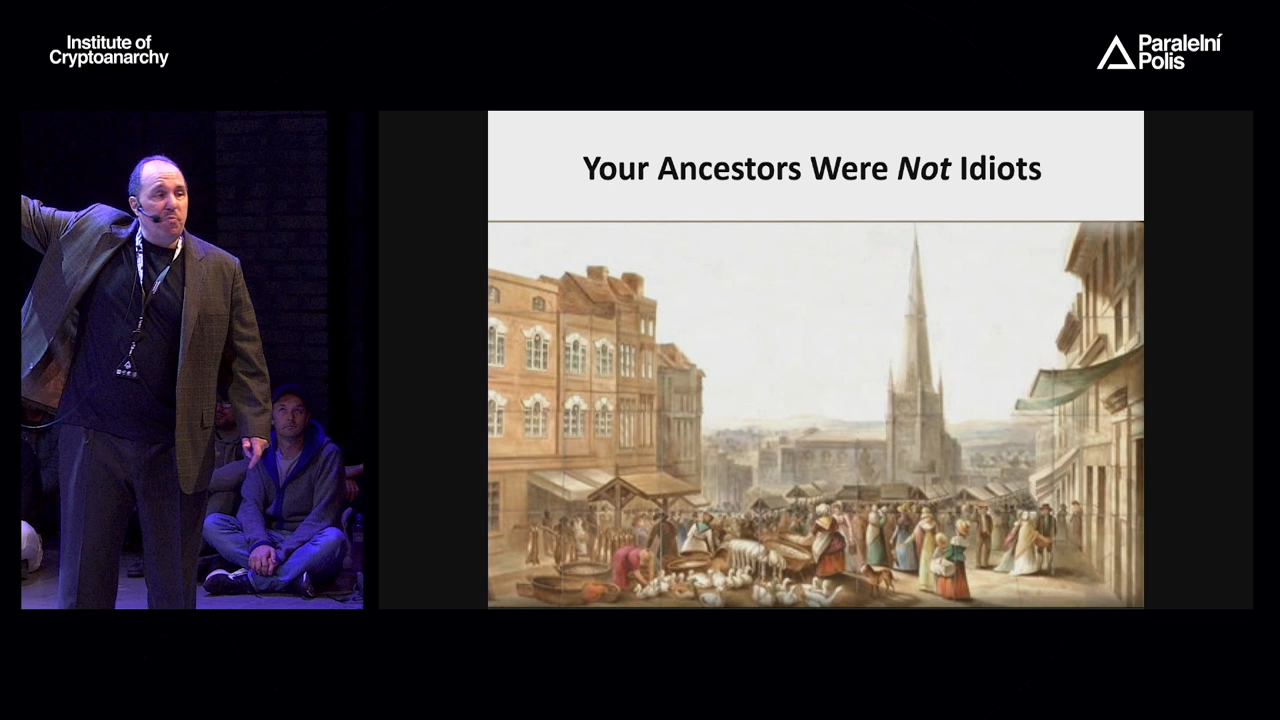 Institute of
Cryptoanarchy
Paralelní
Polis
Your Ancestors Were Not Idiots